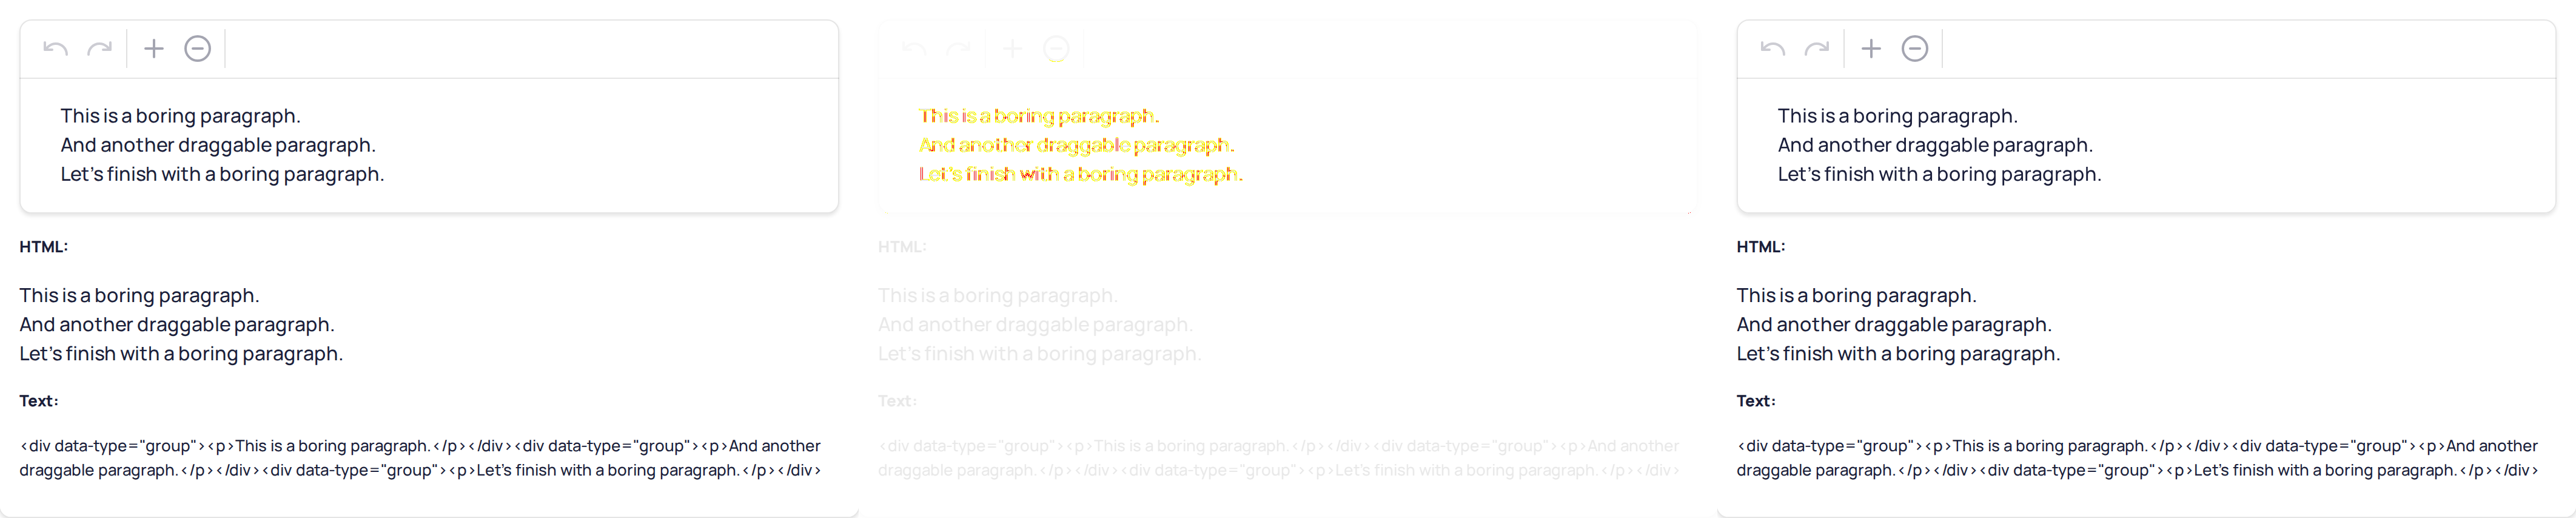 This is a boring paragraph.
And another draggable paragraph.
Let's finish with a boring paragraph.
HTML:
This is a boring paragraph.
And another draggable paragraph.
Let's finish with a boring paragraph.
Text:
<div data-type="group"><p>This is a boring paragraph.</p></div><div data-type="group"><p>And another
draggable paragraph.</p></div><div data-type="group"><p>Let's finish with a boring paragraph.</p></div>
This is a boring paragraph.
And another draggable paragraph.
Let's finish with a boring paragraph.
HTML:
This is a boring paragraph.
And another draggable paragraph.
Let's finish with a boring paragraph.
Text:
<div data-type="group"><p>This is a boring paragraph.</p></div><div data-type="group"><p>And another
draggable paragraph.</p></div><div data-type="group"><p>Let's finish with a boring paragraph.</p></div>
This is a boring paragraph.
And another draggable paragraph.
Let's finish with a boring paragraph.
HTML:
This is a boring paragraph.
And another draggable paragraph.
Let's finish with a boring paragraph.
Text:
<div data-type="group"><p>This is a boring paragraph.</p></div><div data-type="group"><p>And another
draggable paragraph.</p></div><div data-type="group"><p>Let's finish with a boring paragraph.</p></div>